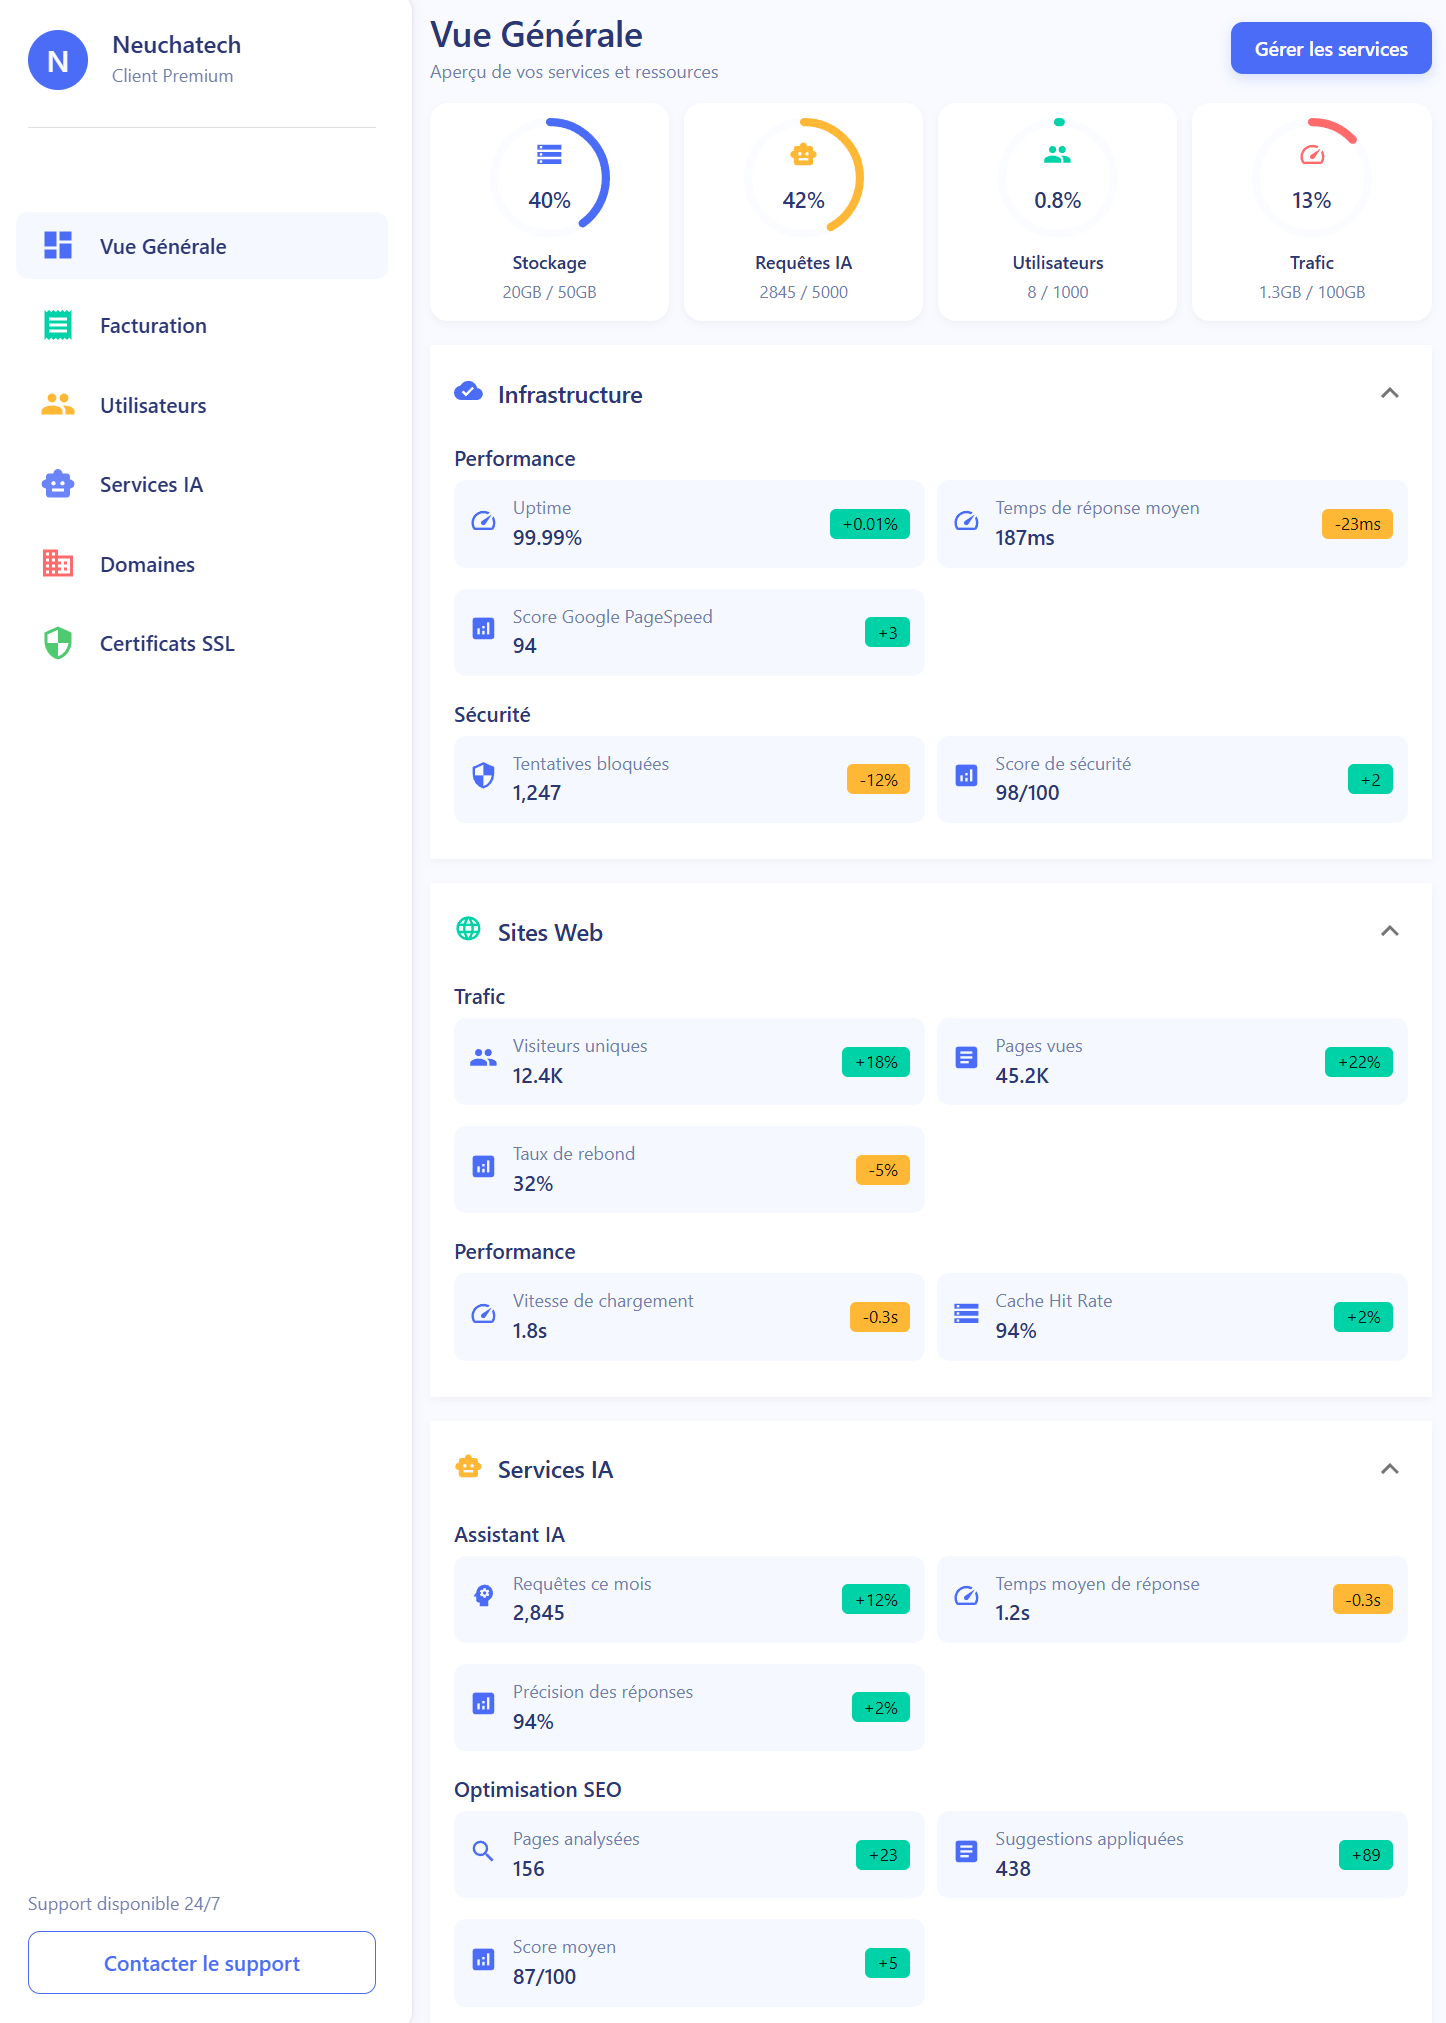 N
Neuchatech
Client Premium
Vue Générale
Facturation
Utilisateurs
Services IA
Domaines
Certificats SSL
Support disponible 24/7
Contacter le support
Vue Générale
Aperçu de vos services et ressources
Gérer les services
40%
Stockage
20GB / 50GB
42%
Requêtes IA
2845 / 5000
0.8%
Utilisateurs
8 / 1000
13%
Trafic
1.3GB / 100GB
Infrastructure
Performance
Uptime
99.99%
+0.01%
Temps de réponse moyen
187ms
-23ms
Score Google PageSpeed
94
+3
Sécurité
Tentatives bloquées
1,247
-12%
Score de sécurité
98/100
+2
Sites Web
Trafic
Visiteurs uniques
12.4K
+18%
Pages vues
45.2K
+22%
Taux de rebond
32%
-5%
Performance
Vitesse de chargement
1.8s
-0.3s
Cache Hit Rate
94%
+2%
Services IA
Assistant IA
Requêtes ce mois
2,845
+12%
Temps moyen de réponse
1.2s
-0.3s
Précision des réponses
94%
+2%
Optimisation SEO
Pages analysées
156
+23
Suggestions appliquées
438
+89
Score moyen
87/100
+5